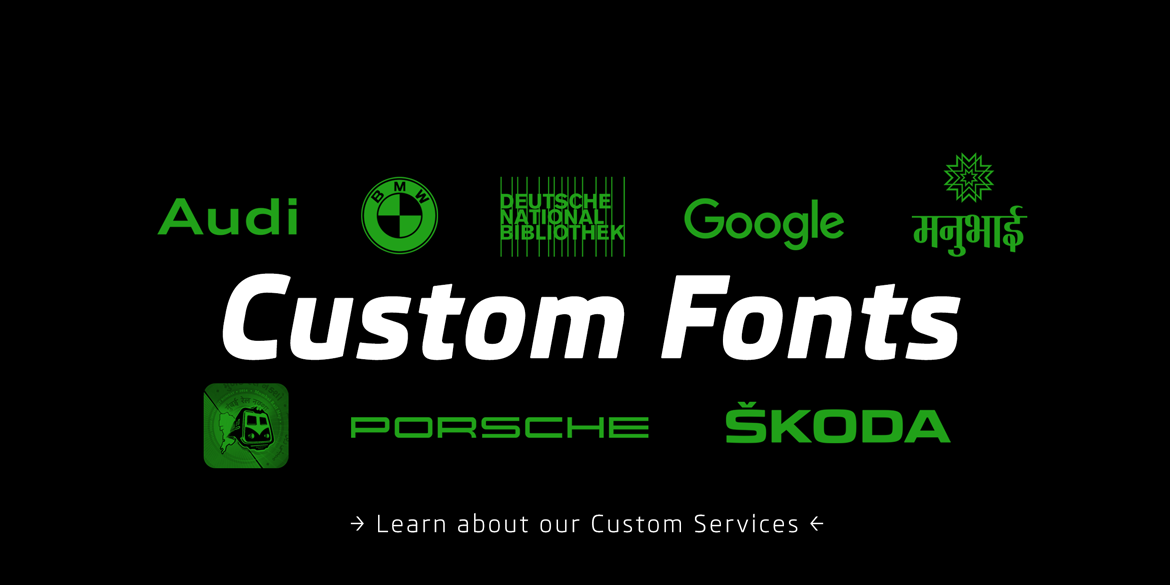 Audi
BMW
DEUTSCHE
NATIONAL
BIBLIOTHEK
Google
मनुभाई
Custom Fonts
PORSCHE
ŠKODA
→ Learn about our Custom Services ←